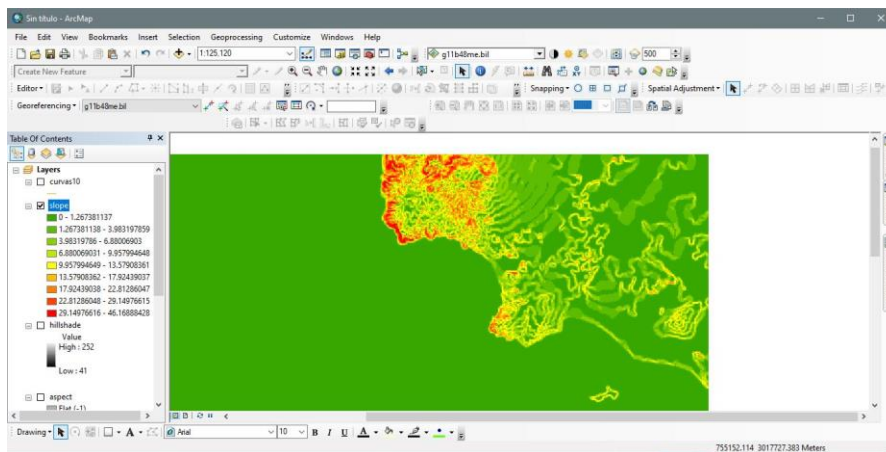 Sin título - ArcMap
File Edit View Bookmarks Insert Selection Geoprocessing Customize Windows Help
1:125.120
g11b48me.bil
500
Create New Feature
Editor
Snapping
Spatial Adjustment
Georeferencing
g11b48me.bil
Table Of Contents
Layers
curvas10
slope
0 - 1.267381137
1.267381138 - 3.983197859
3.98319786 - 6.88006903
6.880069031 - 9.957994648
9.957994649 - 13.57908361
13.57908362 - 17.92439037
17.92439038 - 22.81286047
22.81286048 - 29.14976615
29.14976616 - 46.16888428
hillshade
Value
High : 252
Low : 41
aspect
Flat (-1)
Drawing
A
Arial
10
B I U A
755152.114 3017727.383 Meters